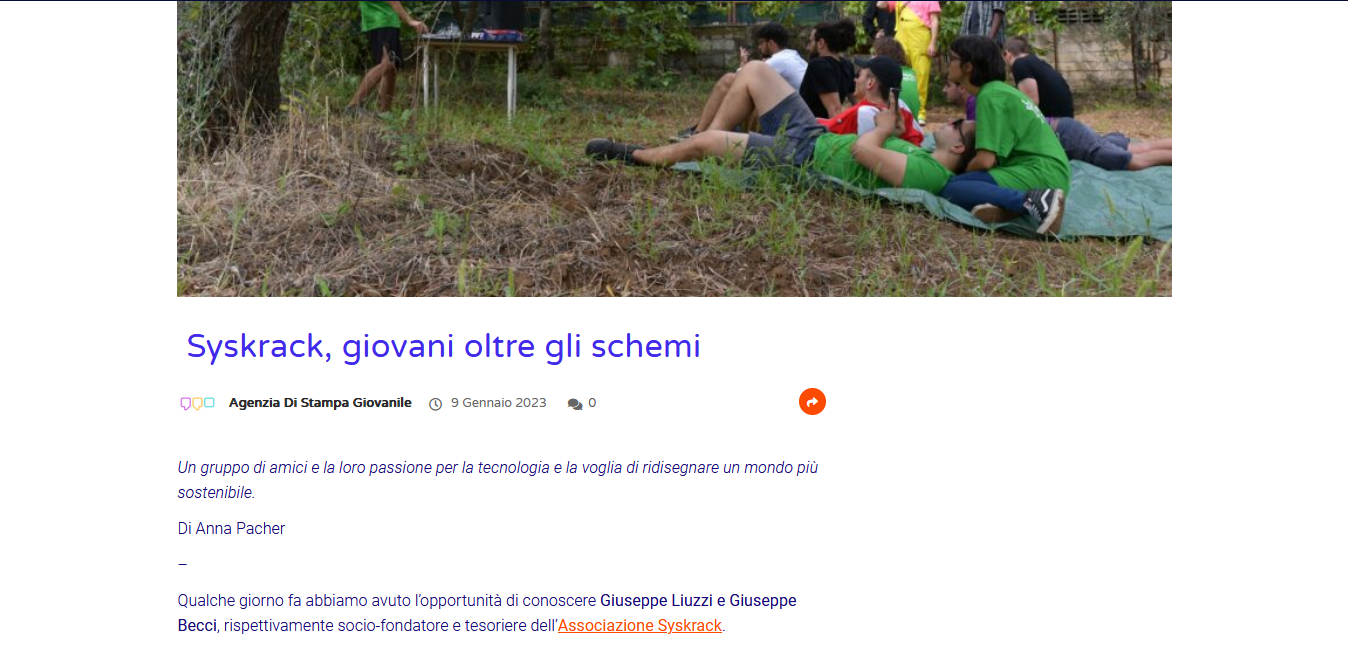 Syskrack, giovani oltre gli schemi
Agenzia Di Stampa Giovanile 9 Gennaio 2023 0
Un gruppo di amici e la loro passione per la tecnologia e la voglia di ridisegnare un mondo più
sostenibile.
Di Anna Pacher
–
Qualche giorno fa abbiamo avuto l’opportunità di conoscere Giuseppe Liuzzi e Giuseppe
Becci, rispettivamente socio-fondatore e tesoriere dell’Associazione Syskrack.